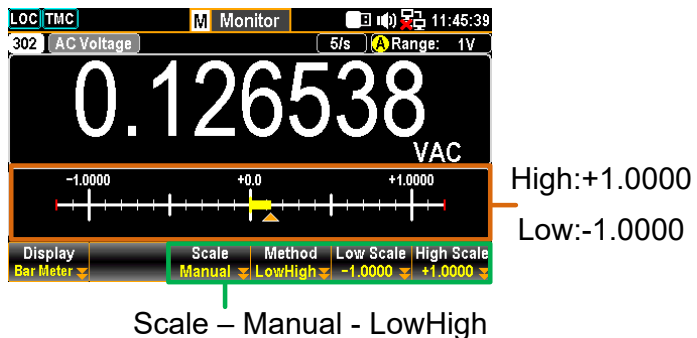 LOC TMC M Monitor 11:45:39
302 AC Voltage 5/s A Range: 1V
0.126538
VAC
-1.0000 +0.0 +1.0000
High:+1.0000
Low:-1.0000
Display Scale Method Low Scale High Scale
Bar Meter Manual LowHigh -1.0000 +1.0000
Scale – Manual - LowHigh